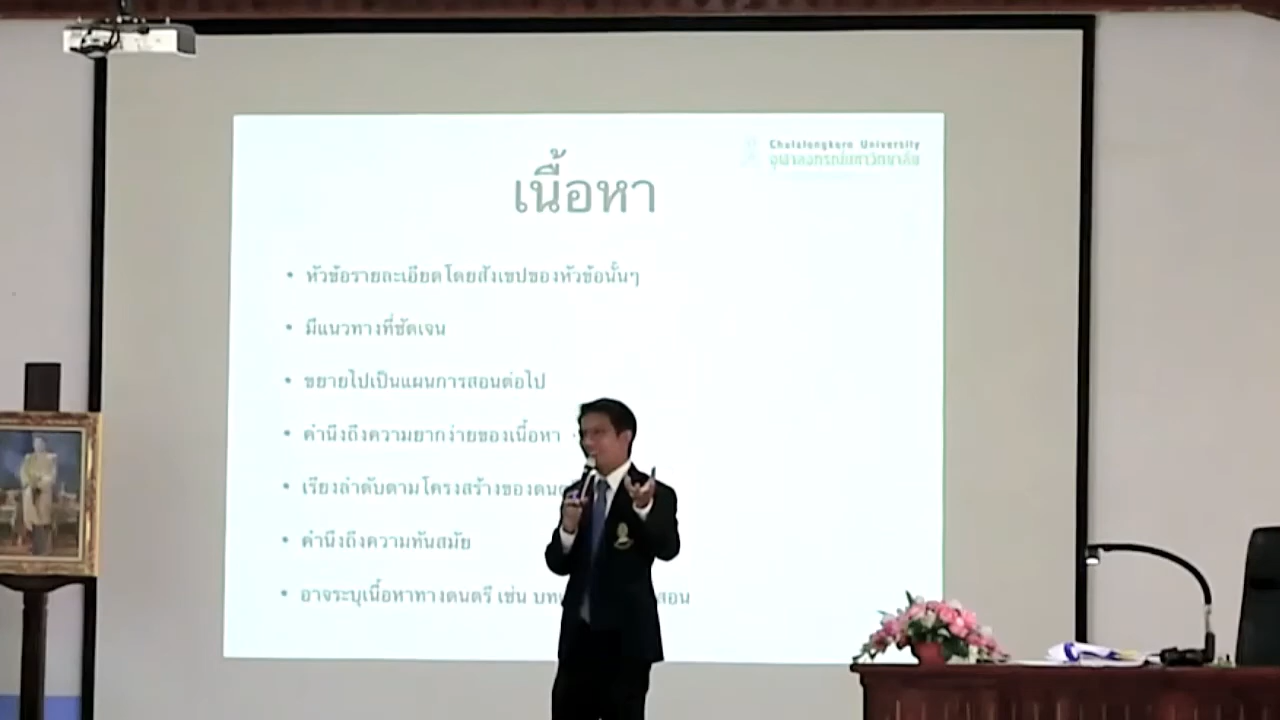 Chulalongkorn University
จุฬาลงกรณ์มหาวิทยาลัย
เนื้อหา
• หัวข้อรายละเอียดโดยสังเขปของหัวข้อนั้นๆ
• มีแนวทางที่ชัดเจน
• ขยายไปเป็นแผนการสอนต่อไป
• คำนึงถึงความยากง่ายของเนื้อหา
• เรียงลำดับตามโครงสร้างของ
• คำนึงถึงความทันสมัย
• อาจระบุเนื้อหาทางดนตรี เช่น สอน